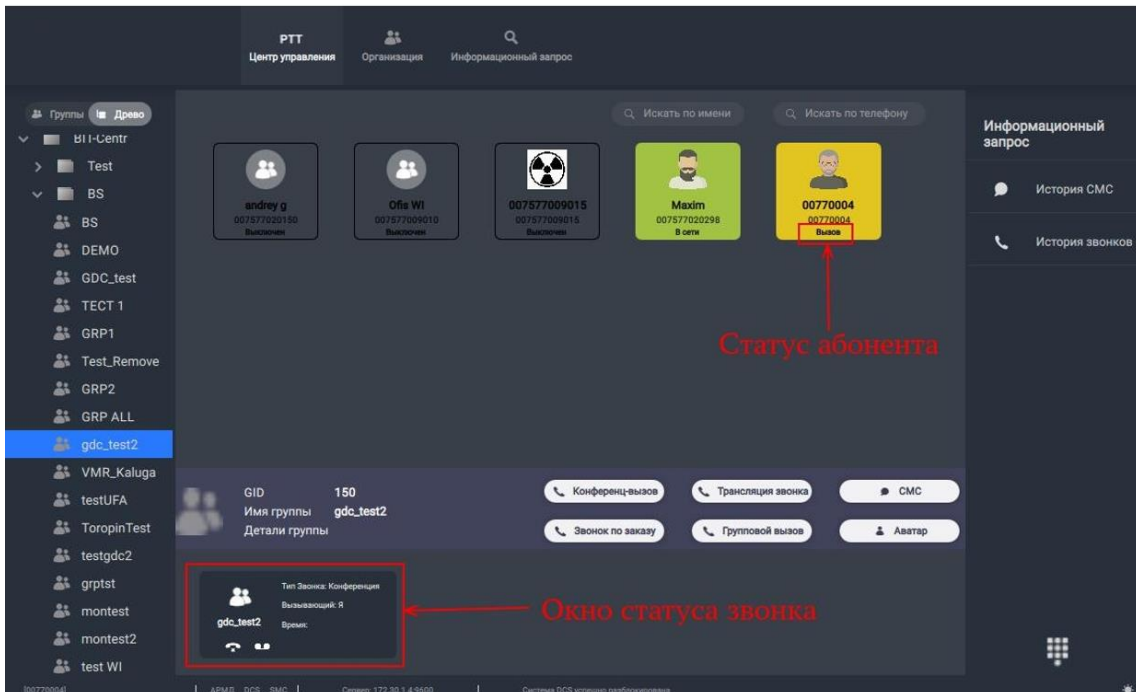 PTT
Центр управления
Организация
Информационный запрос
Группы
Древо
BIT-Centr
Test
BS
BS
DEMO
GDC_test
ТЕСТ 1
GRP1
Test_Remove
GRP2
GRP ALL
gdc_test2
VMR_Kaluga
testUFA
ToropinTest
testgdc2
grptst
montest
montest2
test WI
Искать по имени
Искать по телефону
andrey g
007577020150
Выключен
Ofis WI
007577009010
Выключен
007577009015
007577009015
Выключен
Maxim
007577020298
В сети
00770004
00770004
Вызов
Статус абонента
GID 150
Имя группы gdc_test2
Детали группы
Конференц-вызов
Трансляция звонка
СМС
Звонок по заказу
Групповой вызов
Аватар
gdc_test2
Тип Звонка: Конференция
Вызывающий: Я
Время:
Окно статуса звонка
Информационный
запрос
История СМС
История звонков
[00770004]
DCS SMC
Сервер: 172.30.1.4:9600
Система DCS успешно разблокирована